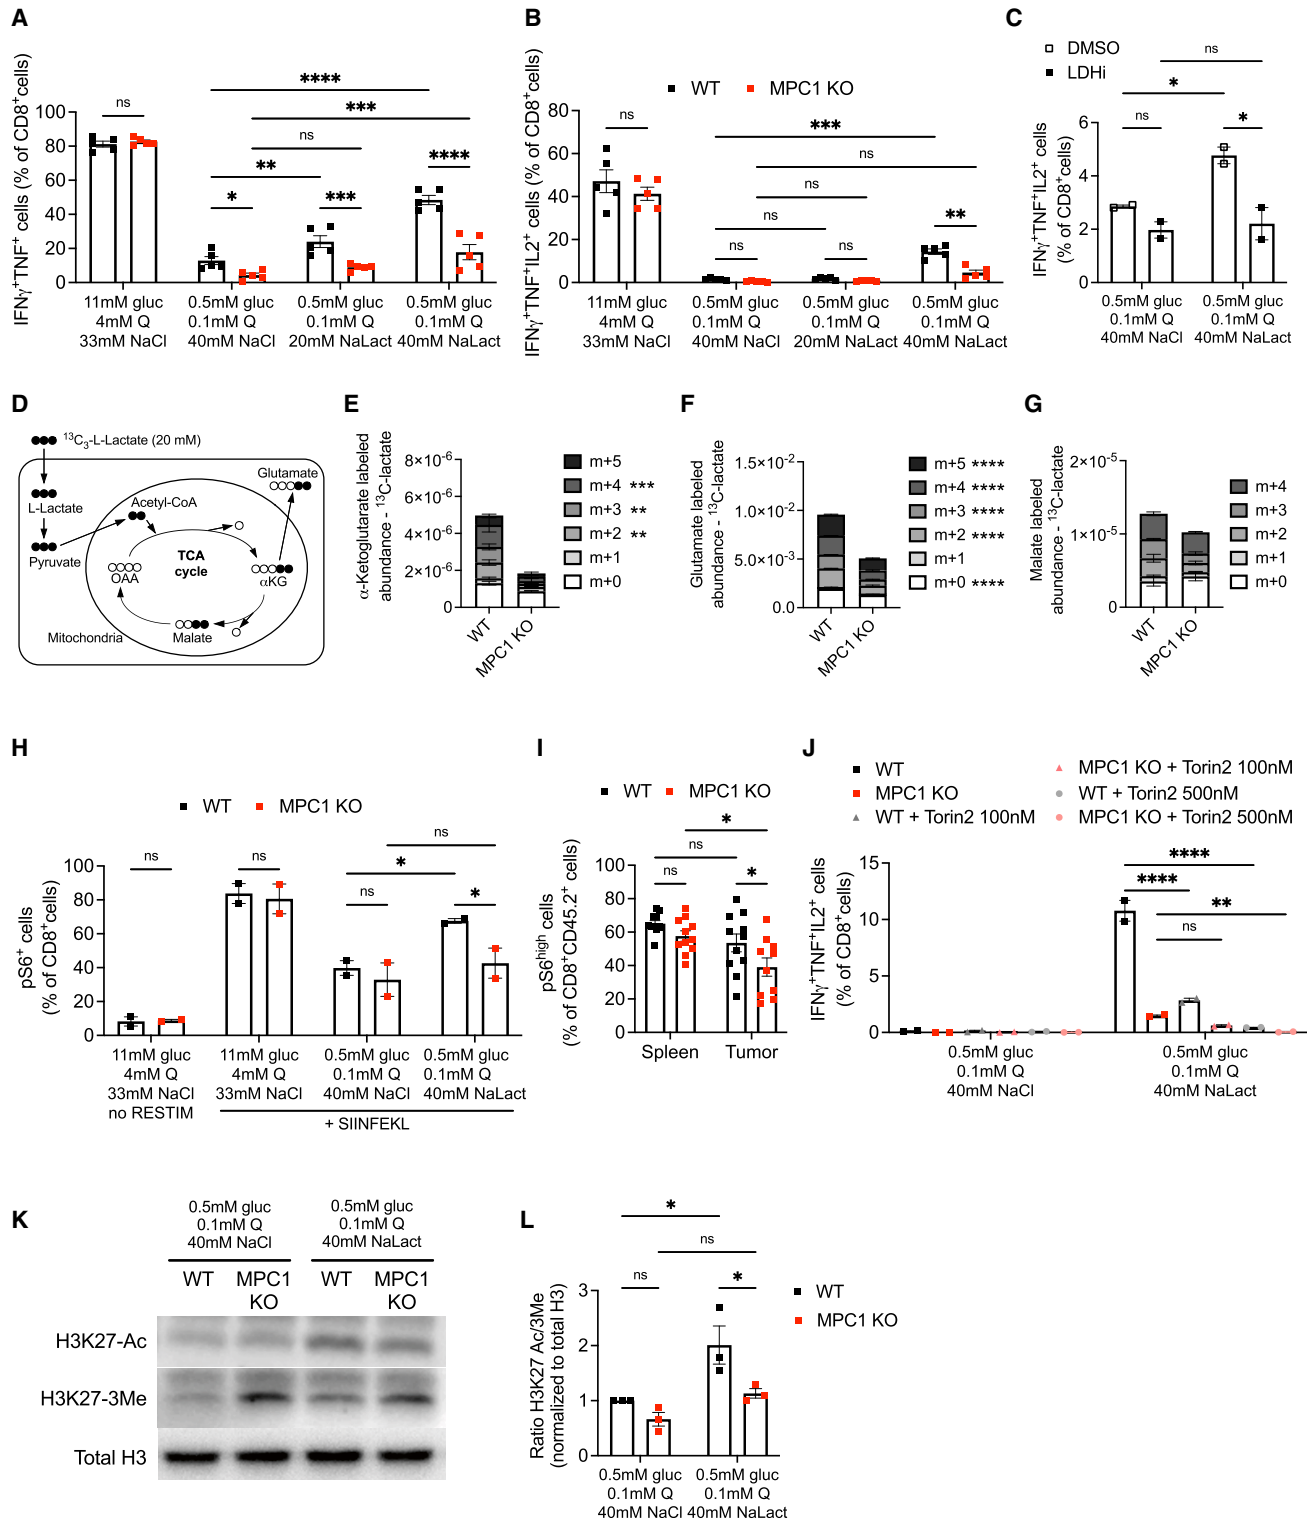 A
IFNγ+TNF+ cells (% of CD8+cells)
100
80
60
40
20
0
ns
*
**
***
ns
****
***
****
11mM gluc
4mM Q
33mM NaCl
0.5mM gluc
0.1mM Q
40mM NaCl
0.5mM gluc
0.1mM Q
20mM NaLact
0.5mM gluc
0.1mM Q
40mM NaLact
B
IFNγ+TNF+IL2+ cells (% of CD8+cells)
WT
MPC1 KO
80
60
40
20
0
ns
ns
ns
ns
ns
***
ns
**
11mM gluc
4mM Q
33mM NaCl
0.5mM gluc
0.1mM Q
40mM NaCl
0.5mM gluc
0.1mM Q
20mM NaLact
0.5mM gluc
0.1mM Q
40mM NaLact
C
DMSO
LDHi
IFNγ+TNF+IL2+ cells
(% of CD8+cells)
6
4
2
0
ns
*
ns
*
0.5mM gluc
0.1mM Q
40mM NaCl
0.5mM gluc
0.1mM Q
40mM NaLact
D
13C3-L-Lactate (20 mM)
L-Lactate
Pyruvate
Acetyl-CoA
Glutamate
TCA
cycle
OAA
αKG
Malate
Mitochondria
E
α-Ketoglutarate labeled
abundance - 13C-lactate
8×10-6
6×10-6
4×10-6
2×10-6
0
WT
MPC1 KO
m+5
m+4 ***
m+3 **
m+2 **
m+1
m+0
F
Glutamate labeled
abundance - 13C-lactate
1.5×10-2
1.0×10-2
5.0×10-3
0.0
WT
MPC1 KO
m+5 ****
m+4 ****
m+3 ****
m+2 ****
m+1
m+0 ****
G
Malate labeled
abundance - 13C-lactate
2×10-5
1×10-5
0
WT
MPC1 KO
m+4
m+3
m+2
m+1
m+0
H
WT
MPC1 KO
pS6+ cells
(% of CD8+cells)
100
80
60
40
20
0
ns
ns
ns
*
ns
*
11mM gluc
4mM Q
33mM NaCl
no RESTIM
11mM gluc
4mM Q
33mM NaCl
0.5mM gluc
0.1mM Q
40mM NaCl
0.5mM gluc
0.1mM Q
40mM NaLact
+ SIINFEKL
I
WT
MPC1 KO
pS6high cells
(% of CD8+CD45.2+ cells)
100
80
60
40
20
0
ns
ns
*
*
Spleen
Tumor
J
WT
MPC1 KO
WT + Torin2 100nM
MPC1 KO + Torin2 100nM
WT + Torin2 500nM
MPC1 KO + Torin2 500nM
IFNγ+TNF+IL2+ cells
(% of CD8+cells)
15
10
5
0
****
****
**
ns
0.5mM gluc
0.1mM Q
40mM NaCl
0.5mM gluc
0.1mM Q
40mM NaLact
K
0.5mM gluc
0.1mM Q
40mM NaCl
0.5mM gluc
0.1mM Q
40mM NaLact
WT
MPC1
KO
WT
MPC1
KO
H3K27-Ac
H3K27-3Me
Total H3
L
Ratio H3K27 Ac/3Me
(normalized to total H3)
3
2
1
0
*
ns
ns
*
WT
MPC1 KO
0.5mM gluc
0.1mM Q
40mM NaCl
0.5mM gluc
0.1mM Q
40mM NaLact